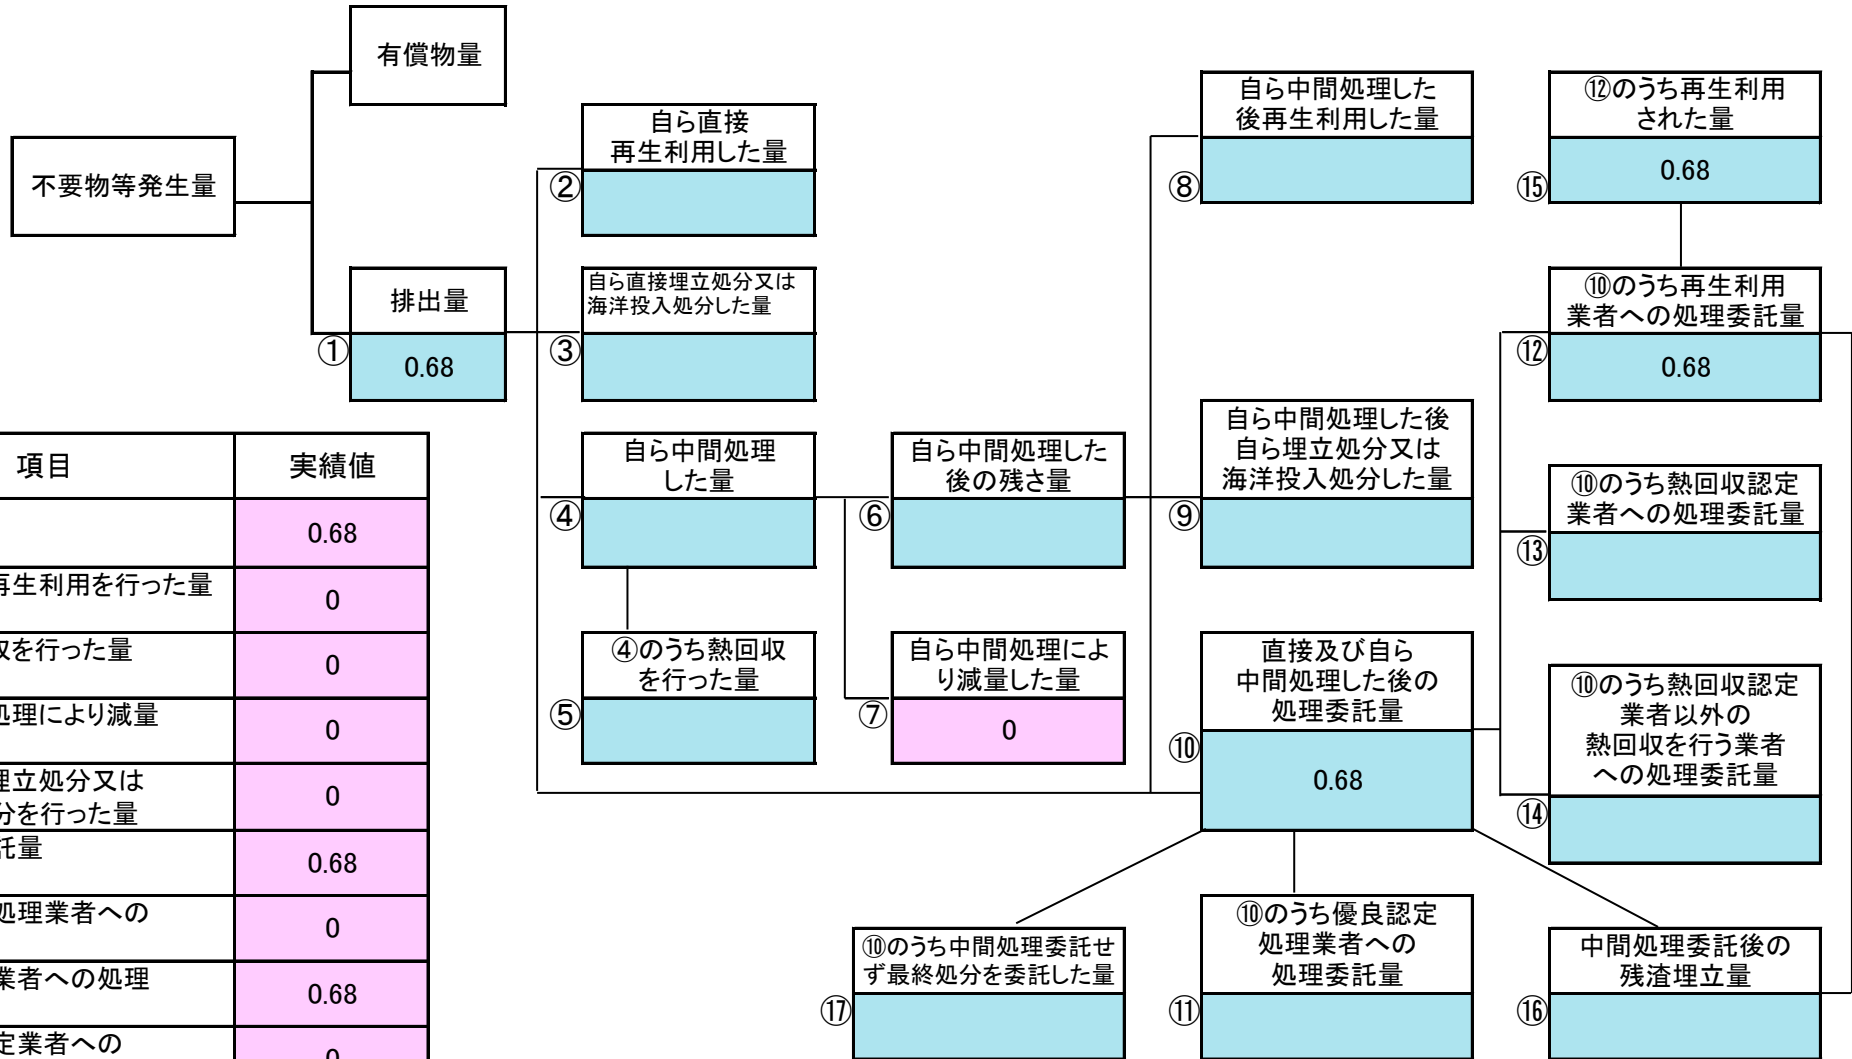 有償物量
不要物等発生量
排出量
①
0.68
自ら直接
再生利用した量
②
自ら直接埋立処分又は
海洋投入処分した量
③
自ら中間処理
した量
④
④のうち熱回収
を行った量
⑤
自ら中間処理した
後の残さ量
⑥
自ら中間処理によ
り減量した量
⑦
0
自ら中間処理した
後再生利用した量
⑧
自ら中間処理した後
自ら埋立処分又は
海洋投入処分した量
⑨
直接及び自ら
中間処理した後の
処理委託量
⑩
0.68
⑫のうち再生利用
された量
⑮
0.68
⑩のうち再生利用
業者への処理委託量
⑫
0.68
⑩のうち熱回収認定
業者への処理委託量
⑬
⑩のうち熱回収認定
業者以外の
熱回収を行う業者
への処理委託量
⑭
⑩のうち中間処理委託せ
ず最終処分を委託した量
⑰
⑩のうち優良認定
処理業者への
処理委託量
⑪
中間処理委託後の
残渣埋立量
⑯
項目 実績値
0.68
再生利用を行った量 0
を行った量 0
処理により減量 0
埋立処分又は
分を行った量 0
託量 0.68
処理業者への 0
業者への処理 0.68
定業者への 0